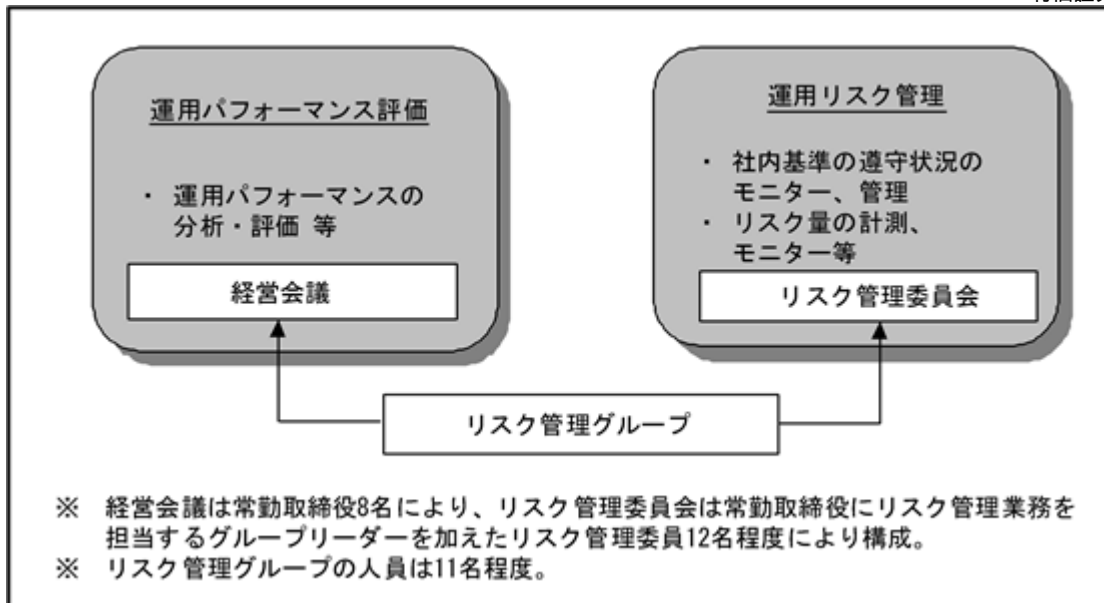 運用パフォーマンス評価
・ 運用パフォーマンスの
分析・評価 等
経営会議
運用リスク管理
・ 社内基準の遵守状況の
モニター、管理
・ リスク量の計測、
モニター等
リスク管理委員会
リスク管理グループ
※ 経営会議は常勤取締役8名により、リスク管理委員会は常勤取締役にリスク管理業務を
担当するグループリーダーを加えたリスク管理委員12名程度により構成。
※ リスク管理グループの人員は11名程度。